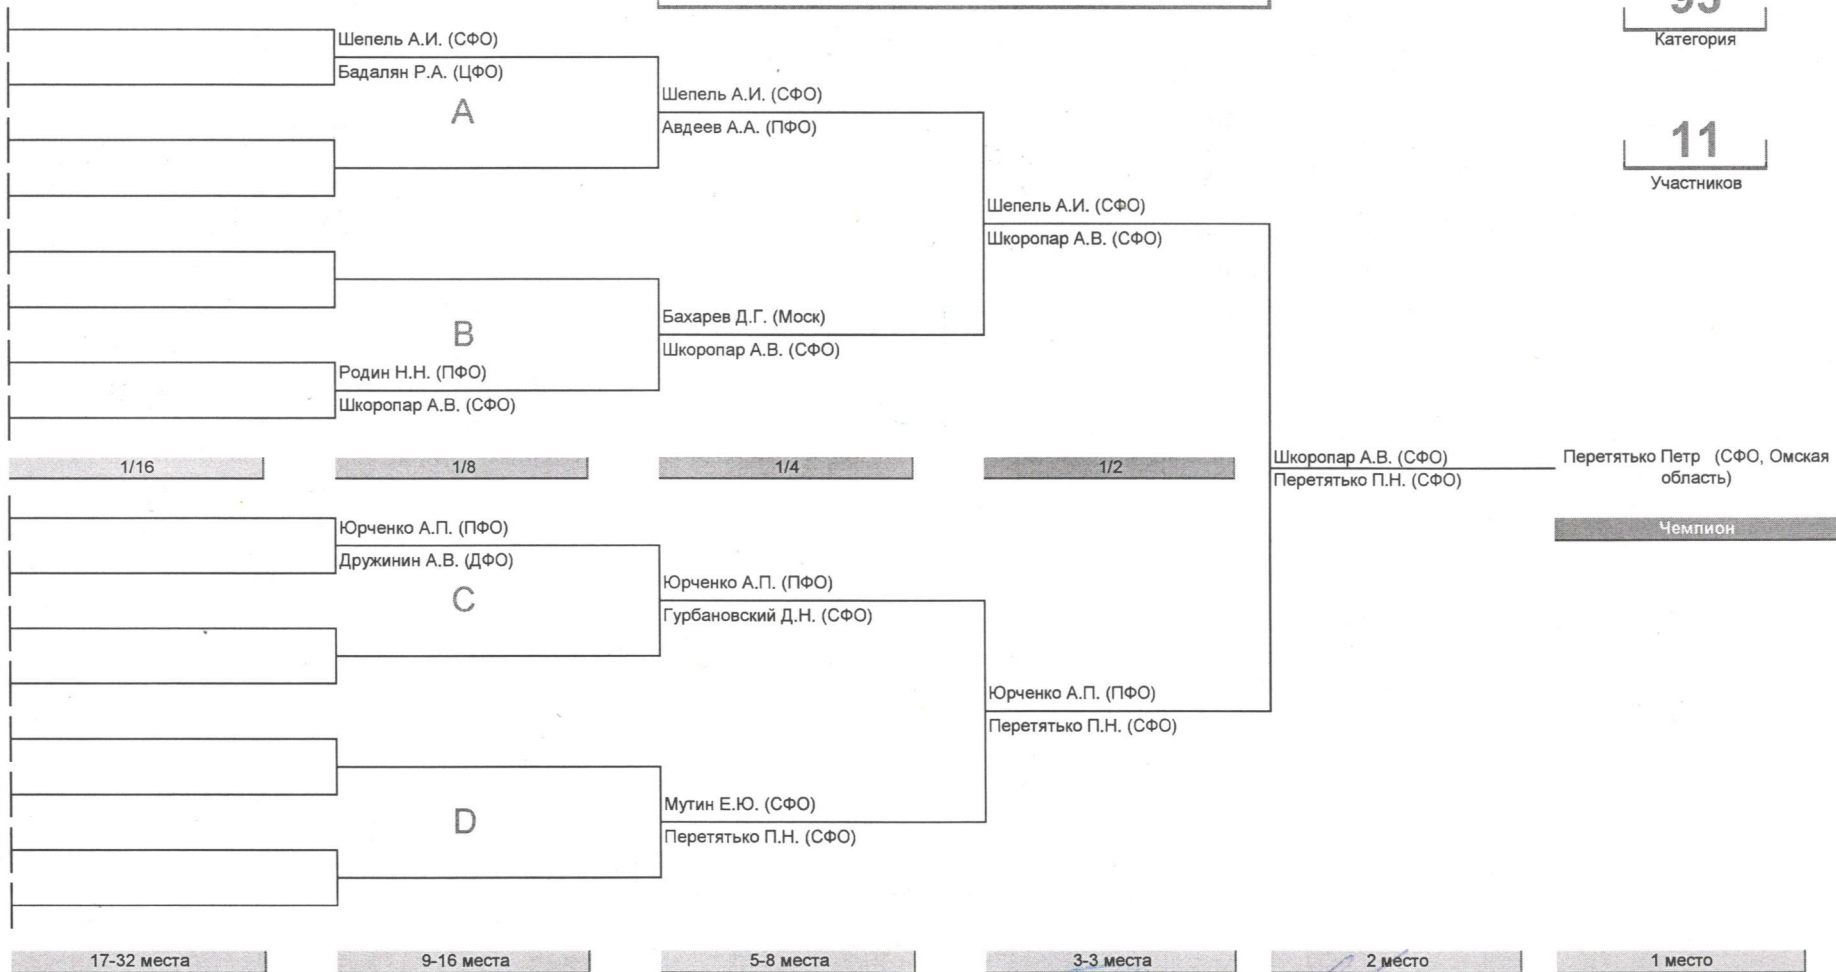 95
Категория
11
Участников
Шепель А.И. (СФО)
Бадалян Р.А. (ЦФО)
A
Шепель А.И. (СФО)
Авдеев А.А. (ПФО)
Шепель А.И. (СФО)
Шкоропар А.В. (СФО)
Бахарев Д.Г. (Моск)
Шкоропар А.В. (СФО)
B
Родин Н.Н. (ПФО)
Шкоропар А.В. (СФО)
1/16
1/8
1/4
1/2
Шкоропар А.В. (СФО)
Перетятько П.Н. (СФО)
Перетятько Петр (СФО, Омская
область)
Чемпион
Юрченко А.П. (ПФО)
Дружинин А.В. (ДФО)
C
Юрченко А.П. (ПФО)
Гурбановский Д.Н. (СФО)
Юрченко А.П. (ПФО)
Перетятько П.Н. (СФО)
D
Мутин Е.Ю. (СФО)
Перетятько П.Н. (СФО)
17-32 места
9-16 места
5-8 места
3-3 места
2 место
1 место